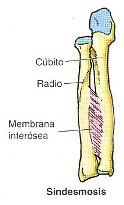 Cúbito
Radio
Membrana
interósea
Sindesmosis